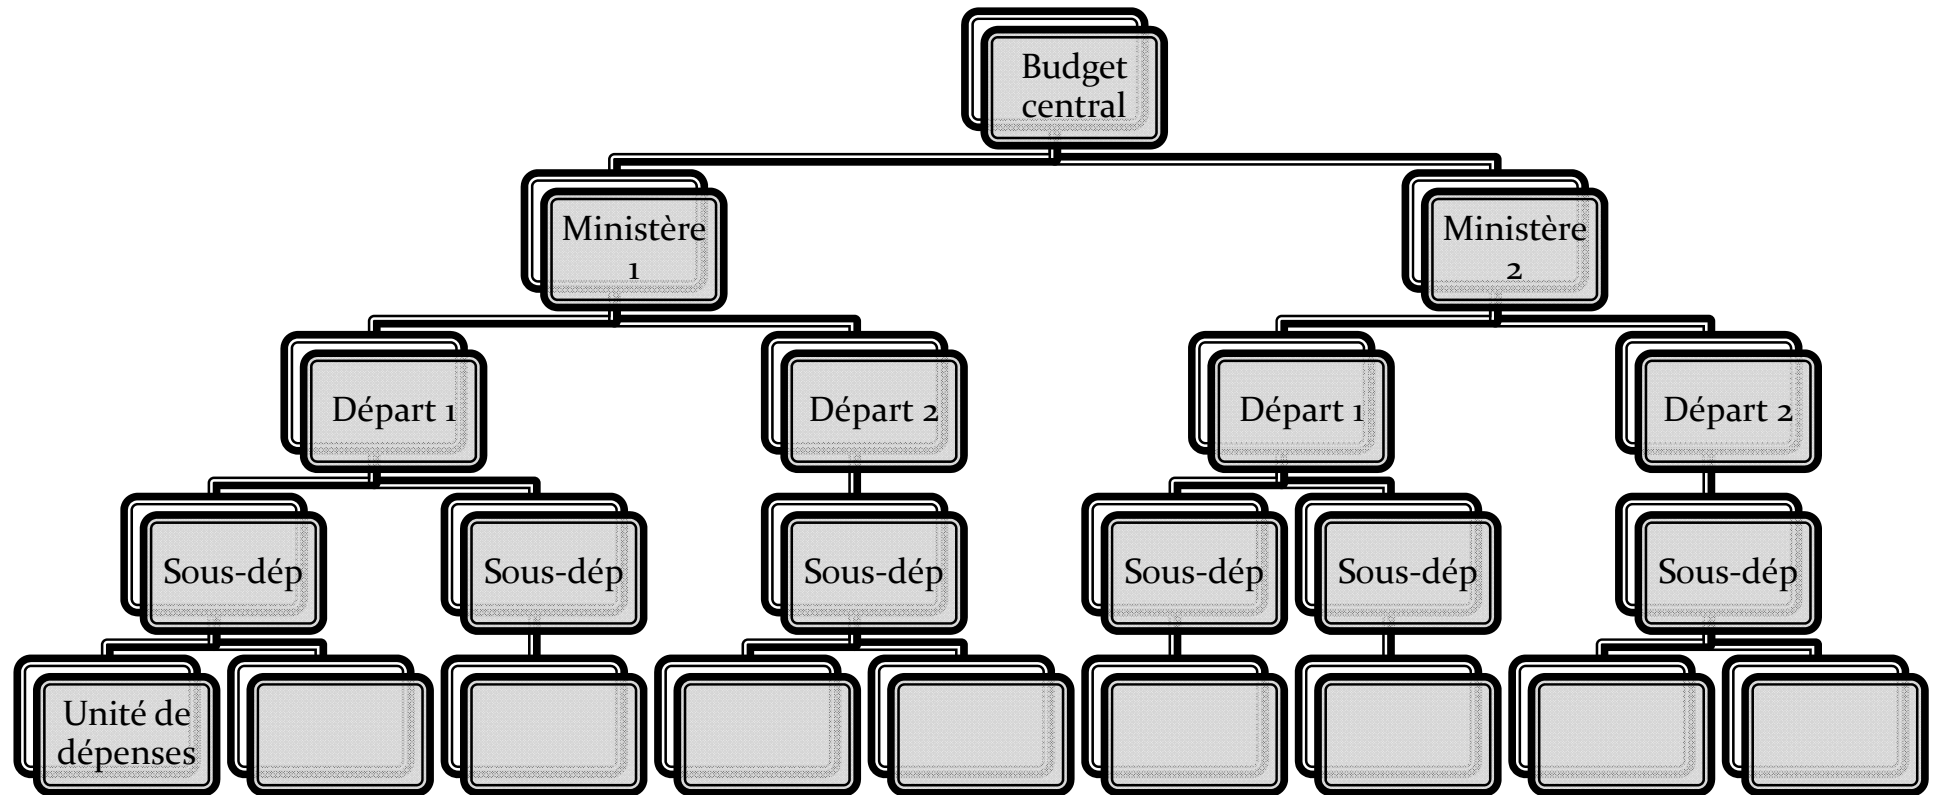 Budget
central
Ministère
1
Ministère
2
Départ 1
Départ 2
Départ 1
Départ 2
Sous-dép
Sous-dép
Sous-dép
Sous-dép
Sous-dép
Sous-dép
Unité de
dépenses